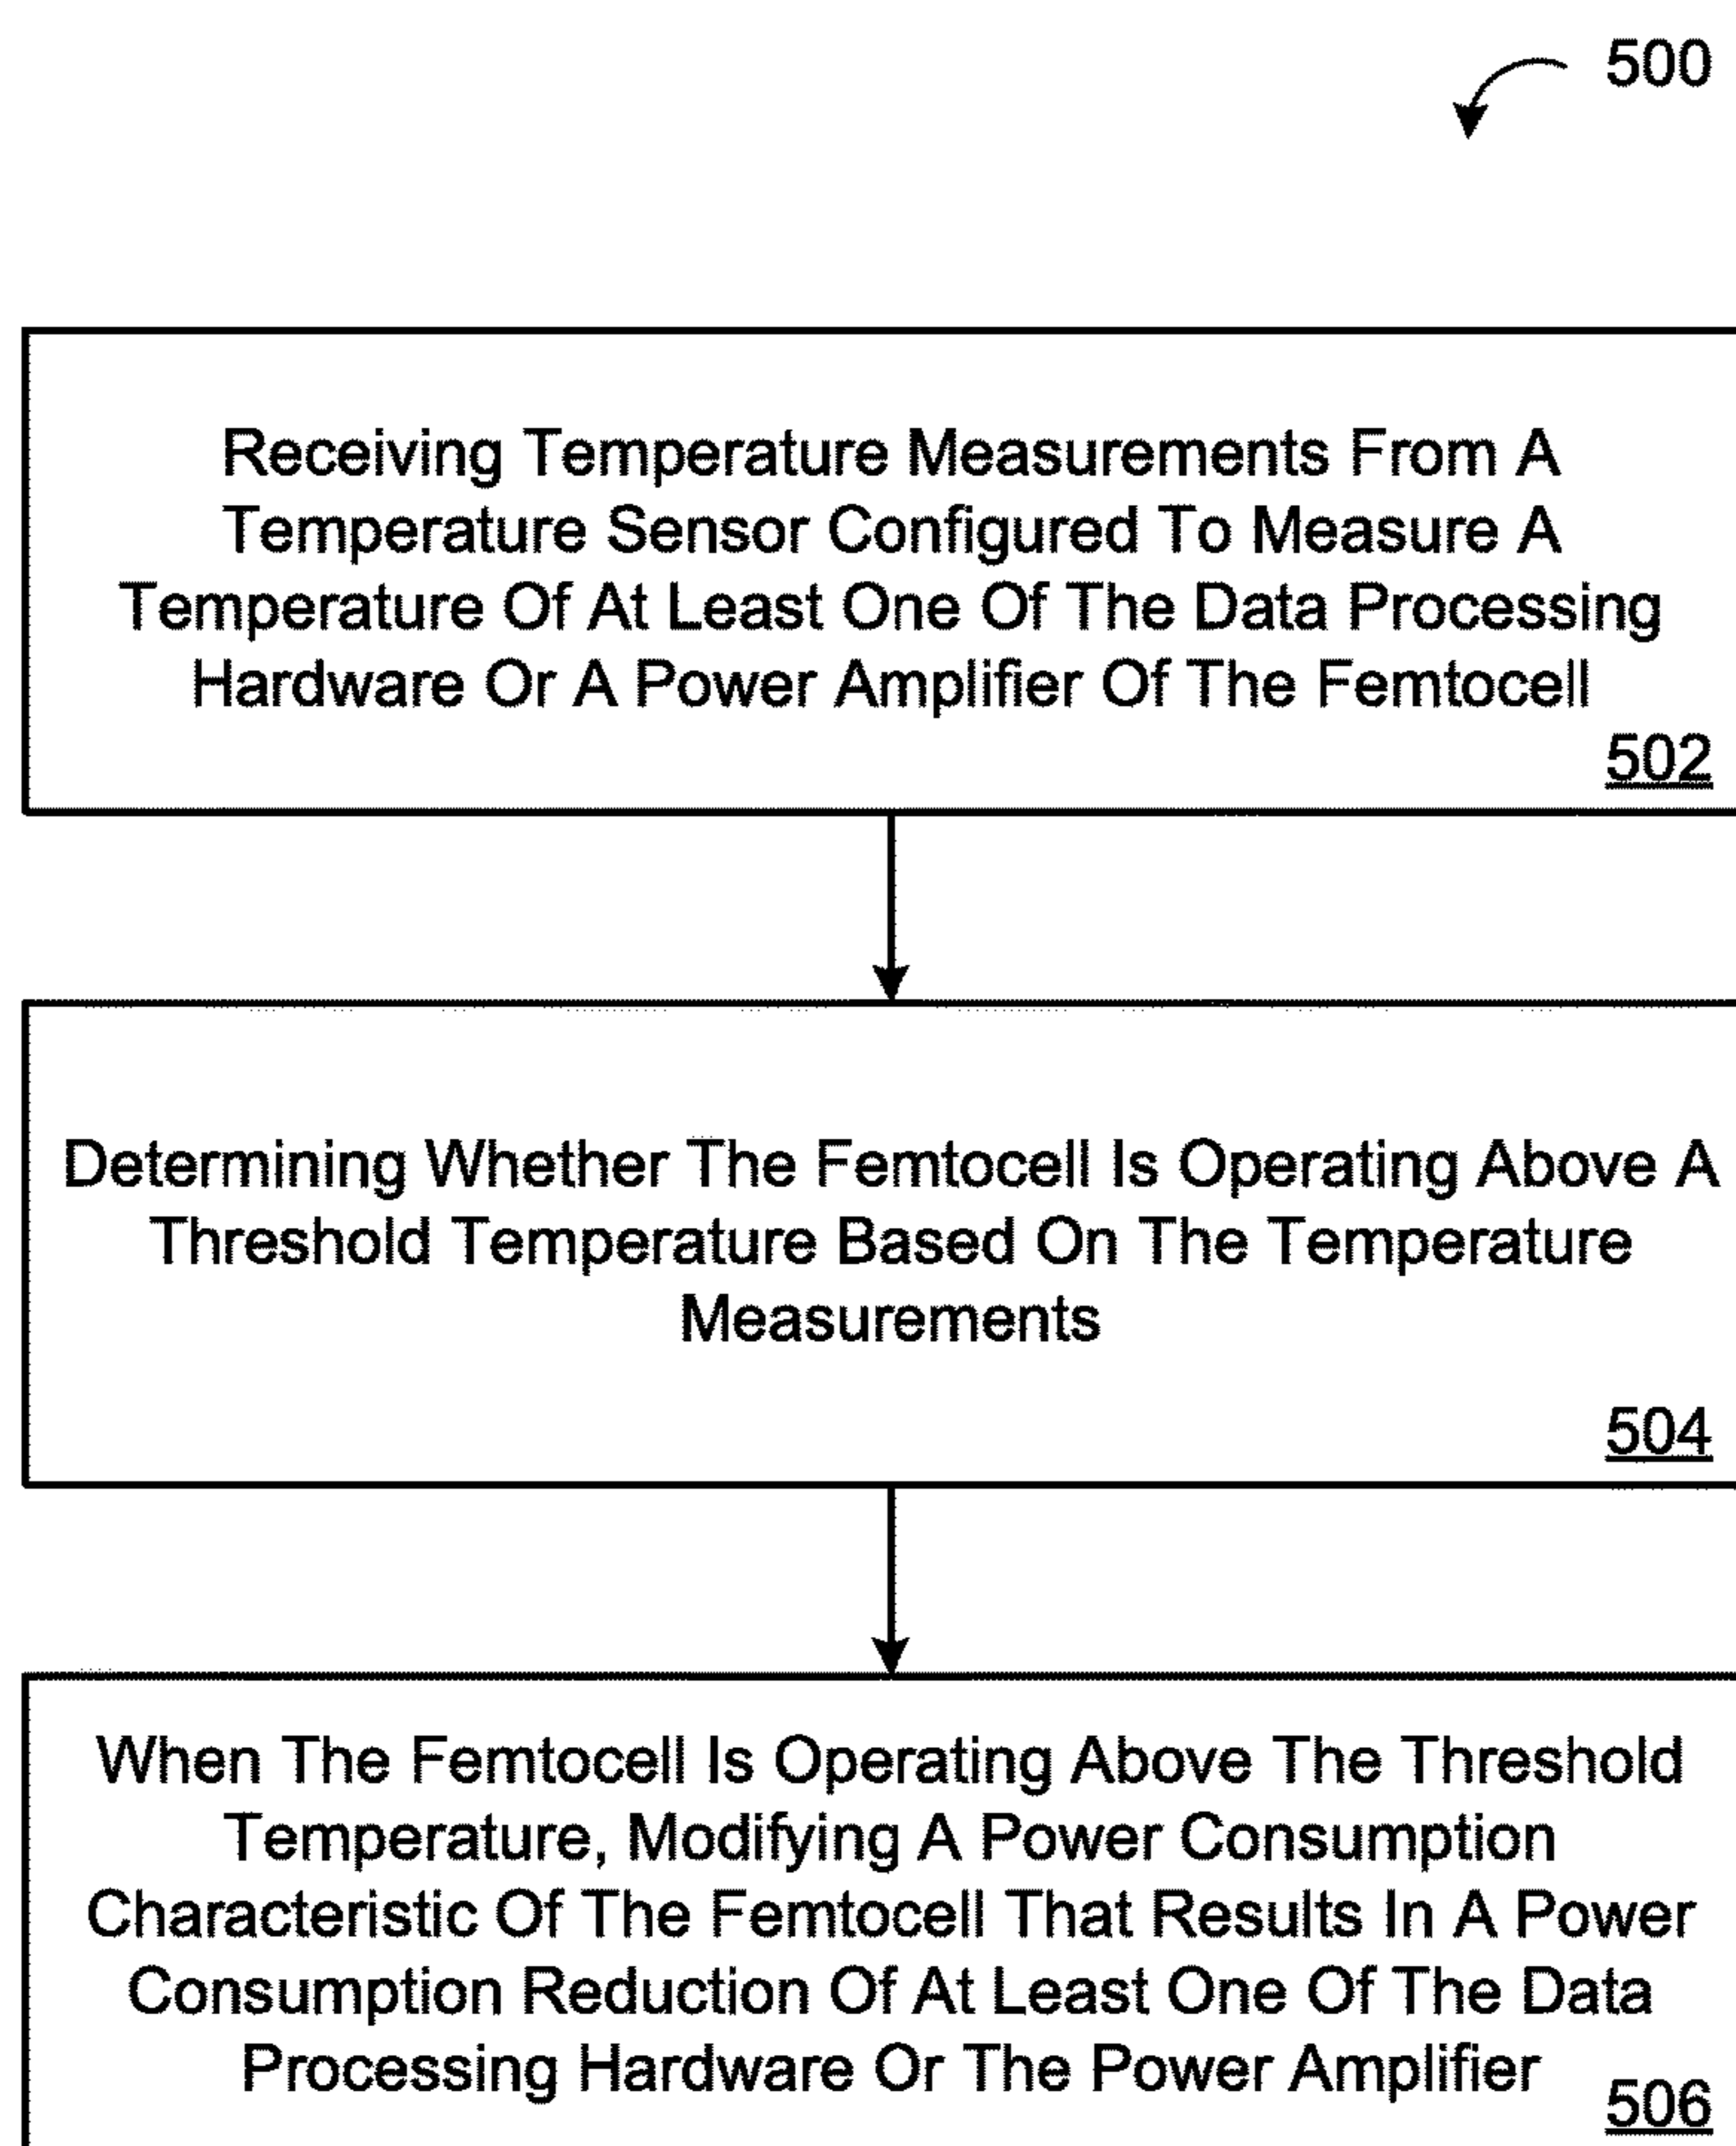 500
Receiving Temperature Measurements From A
Temperature Sensor Configured To Measure A
Temperature Of At Least One Of The Data Processing
Hardware Or A Power Amplifier Of The Femtocell
502
Determining Whether The Femtocell Is Operating Above A
Threshold Temperature Based On The Temperature
Measurements
504
When The Femtocell Is Operating Above The Threshold
Temperature, Modifying A Power Consumption
Characteristic Of The Femtocell That Results In A Power
Consumption Reduction Of At Least One Of The Data
Processing Hardware Or The Power Amplifier
506